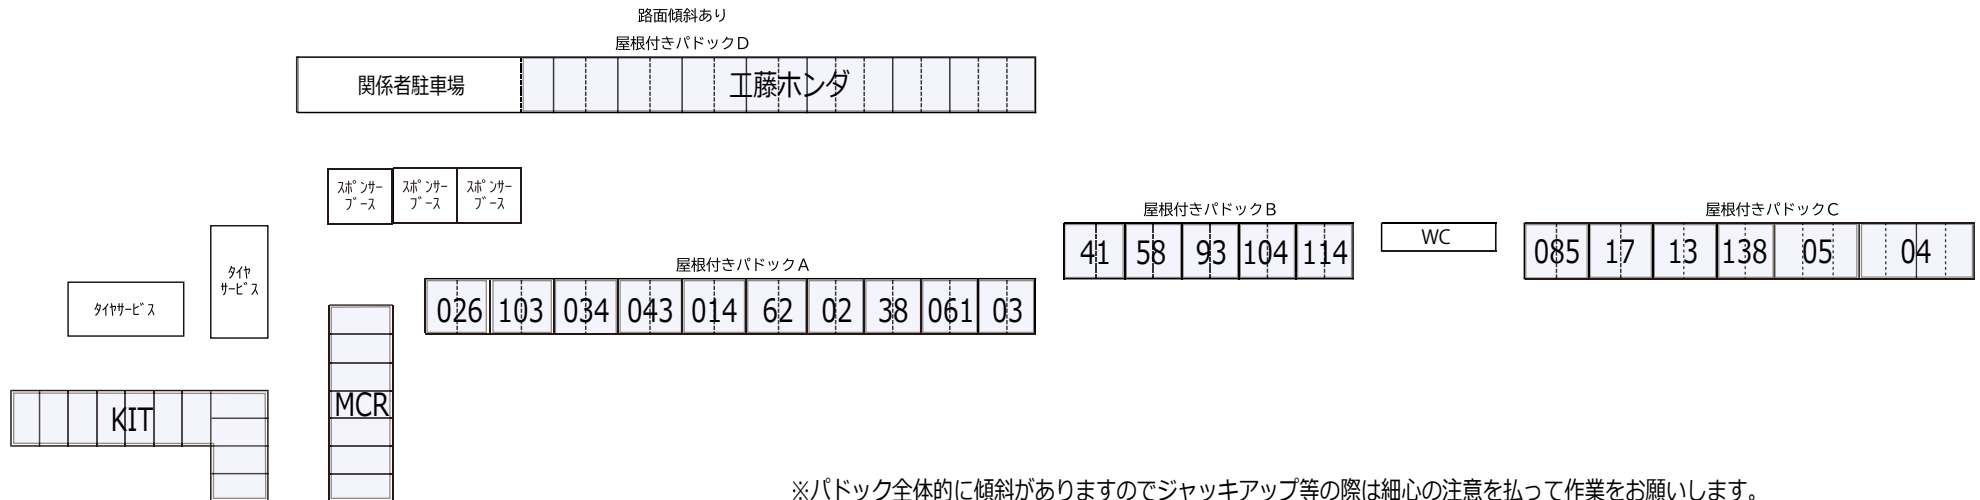 路面傾斜あり
屋根付きパドックD
関係者駐車場
工藤ホンダ
スポンサー
ブース
スポンサー
ブース
スポンサー
ブース
屋根付きパドックB
屋根付きパドックC
41 58 93 104 114
WC
085 17 13 138 05 04
屋根付きパドックA
タイヤ
サービス
タイヤサービス
026 103 034 043 014 62 02 38 061 03
MCR
KIT
※パドック全体的に傾斜がありますのでジャッキアップ等の際は細心の注意を払って作業をお願いします。